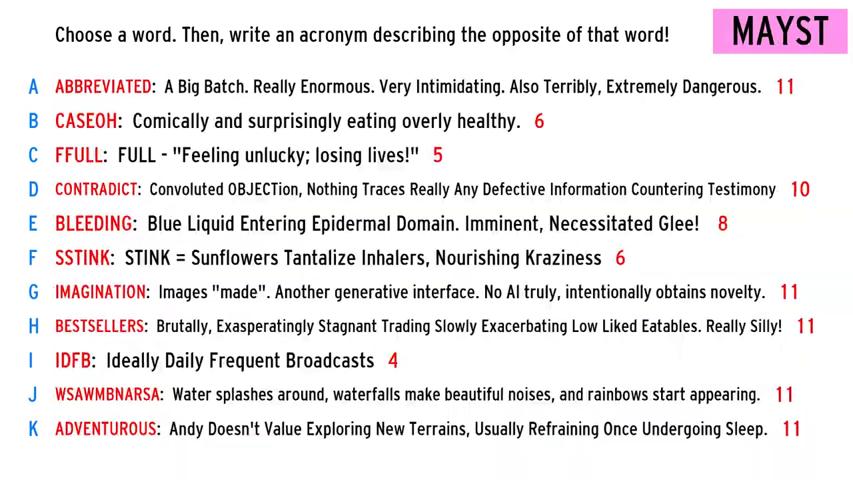 Choose a word. Then, write an acronym describing the opposite of that word!
MAYST
A ABBREVIATED: A Big Batch. Really Enormous. Very Intimidating. Also Terribly, Extremely Dangerous. 11
B CASEOH: Comically and surprisingly eating overly healthy. 6
C FFULL: FULL - "Feeling unlucky; losing lives!" 5
D CONTRADICT: Convoluted OBJECTion, Nothing Traces Really Any Defective Information Countering Testimony 10
E BLEEDING: Blue Liquid Entering Epidermal Domain. Imminent, Necessitated Glee! 8
F SSTINK: STINK = Sunflowers Tantalize Inhalers, Nourishing Kraziness 6
G IMAGINATION: Images "made". Another generative interface. No AI truly, intentionally obtains novelty. 11
H BESTSELLERS: Brutally, Exasperatingly Stagnant Trading Slowly Exacerbating Low Liked Eatables. Really Silly! 11
I IDFB: Ideally Daily Frequent Broadcasts 4
J WSAWMBNARSA: Water splashes around, waterfalls make beautiful noises, and rainbows start appearing. 11
K ADVENTUROUS: Andy Doesn't Value Exploring New Terrains, Usually Refraining Once Undergoing Sleep. 11